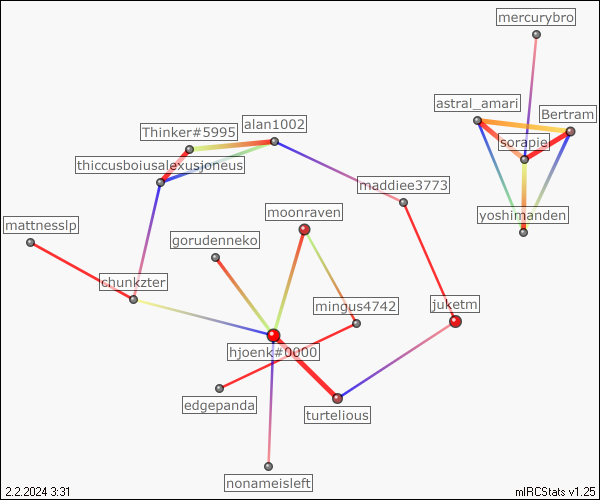 mercurybro
astral_amari
Bertram
Thinker#5995
alan1002
sorapie
thiccusboiusalexusjoneus
maddiee3773
moonraven
yoshimanden
mattnesslp
gorudenneko
chunkzter
mingus4742
juketm
hjoenk#0000
edgepanda
turtelious
nonameisleft
2.2.2024 3:31
mIRCStats v1.25